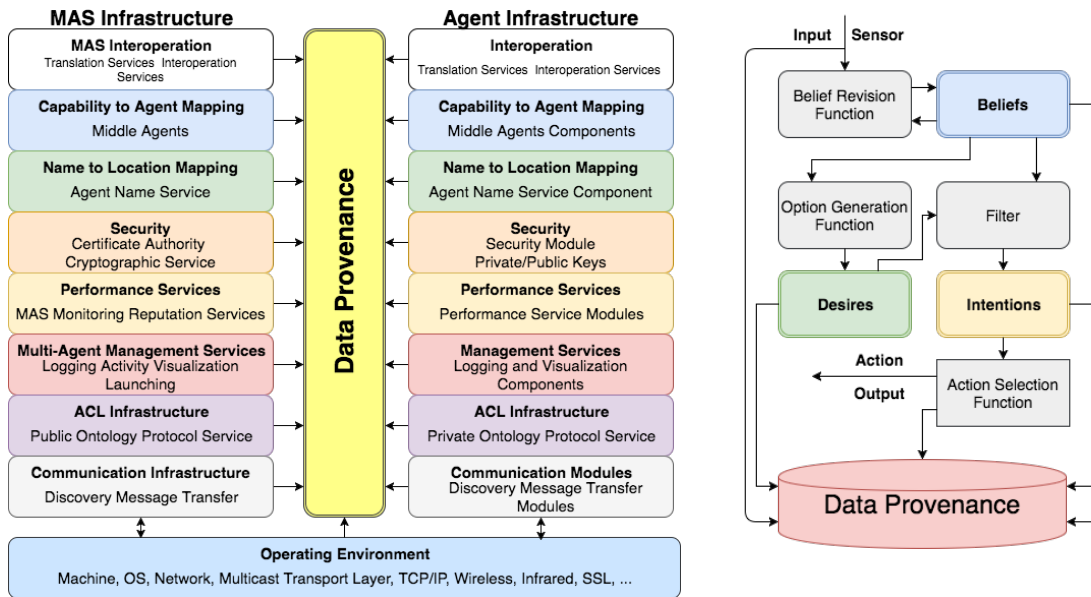 MAS Infrastructure
MAS Interoperation
Translation Services Interoperation
Services
Capability to Agent Mapping
Middle Agents
Name to Location Mapping
Agent Name Service
Security
Certificate Authority
Cryptographic Service
Performance Services
MAS Monitoring Reputation Services
Multi-Agent Management Services
Logging Activity Visualization
Launching
ACL Infrastructure
Public Ontology Protocol Service
Communication Infrastructure
Discovery Message Transfer
Data Provenance
Agent Infrastructure
Interoperation
Translation Services Interoperation Services
Capability to Agent Mapping
Middle Agents Components
Name to Location Mapping
Agent Name Service Component
Security
Security Module
Private/Public Keys
Performance Services
Performance Service Modules
Management Services
Logging and Visualization
Components
ACL Infrastructure
Private Ontology Protocol Service
Communication Modules
Discovery Message Transfer
Modules
Operating Environment
Machine, OS, Network, Multicast Transport Layer, TCP/IP, Wireless, Infrared, SSL, ...
Input Sensor
Belief Revision
Function
Beliefs
Option Generation
Function
Filter
Desires
Intentions
Action
Output
Action Selection
Function
Data Provenance